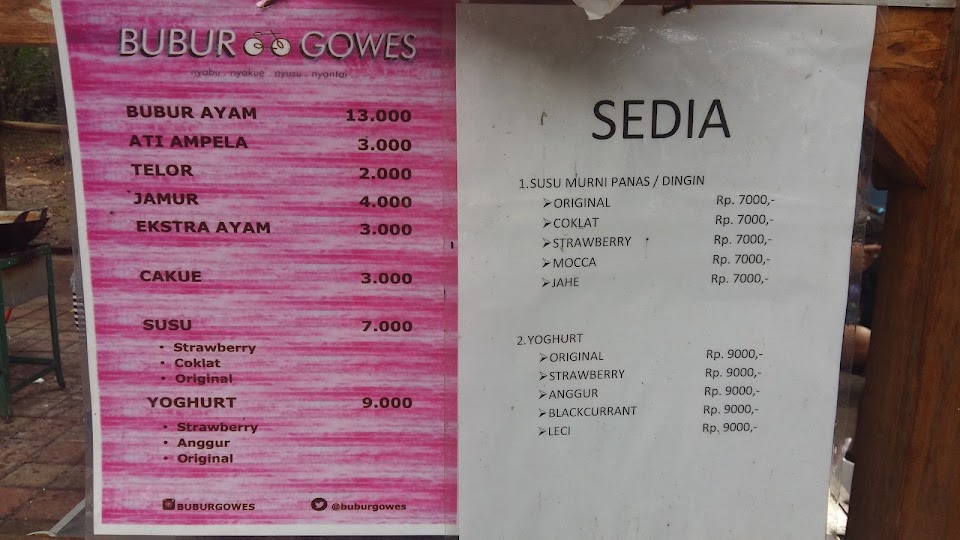 BUBUR GOWES
nyabu . nyakue . nyusu . nyantai
BUBUR AYAM 13.000
ATI AMPELA 3.000
TELOR 2.000
JAMUR 4.000
EKSTRA AYAM 3.000
CAKUE 3.000
SUSU 7.000
• Strawberry
• Coklat
• Original
YOGHURT 9.000
• Strawberry
• Anggur
• Original
BUBURGOWES @buburgowes
SEDIA
1.SUSU MURNI PANAS / DINGIN
➢ORIGINAL Rp. 7000,-
➢COKLAT Rp. 7000,-
➢STRAWBERRY Rp. 7000,-
➢MOCCA Rp. 7000,-
➢JAHE Rp. 7000,-
2.YOGHURT
➢ORIGINAL Rp. 9000,-
➢STRAWBERRY Rp. 9000,-
➢ANGGUR Rp. 9000,-
➢BLACKCURRANT Rp. 9000,-
➢LECI Rp. 9000,-